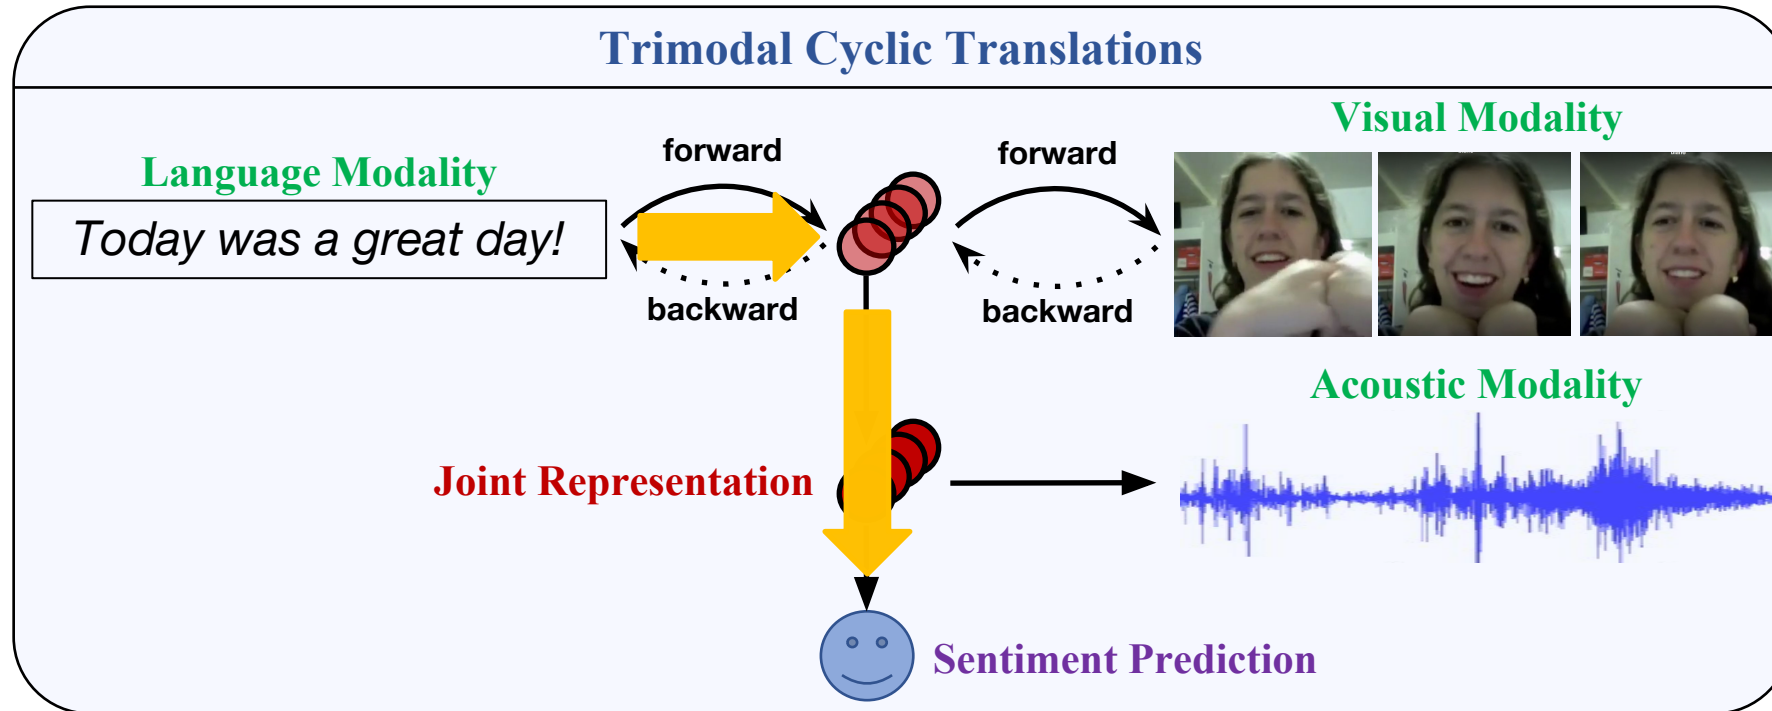 Trimodal Cyclic Translations
Language Modality
Today was a great day!
forward
backward
forward
backward
Visual Modality
Acoustic Modality
Joint Representation
Sentiment Prediction